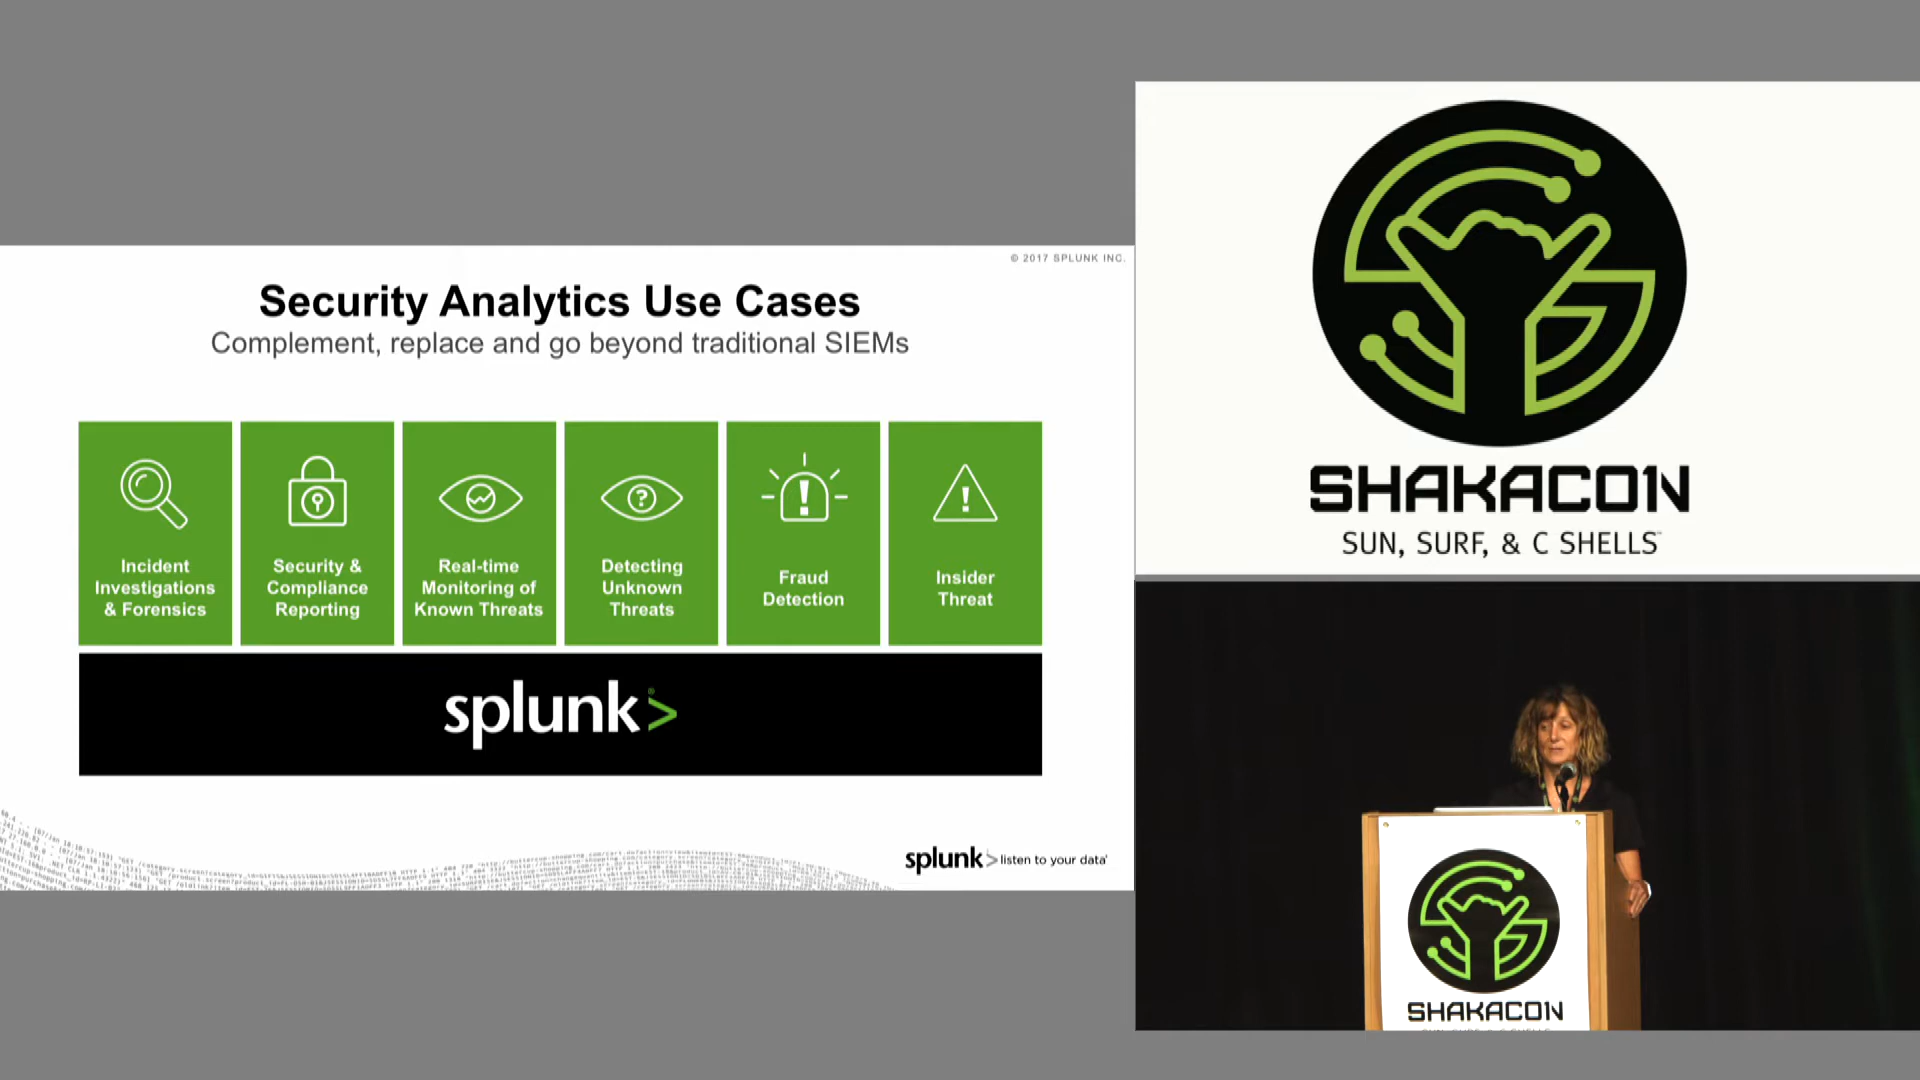 © 2017 SPLUNK INC.
Security Analytics Use Cases
Complement, replace and go beyond traditional SIEMs
Incident
Investigations
& Forensics
Security &
Compliance
Reporting
Real-time
Monitoring of
Known Threats
Detecting
Unknown
Threats
Fraud
Detection
Insider
Threat
splunk>
splunk> listen to your data®
SHAKACON
SUN, SURF, & C SHELLS™
SHAKACON